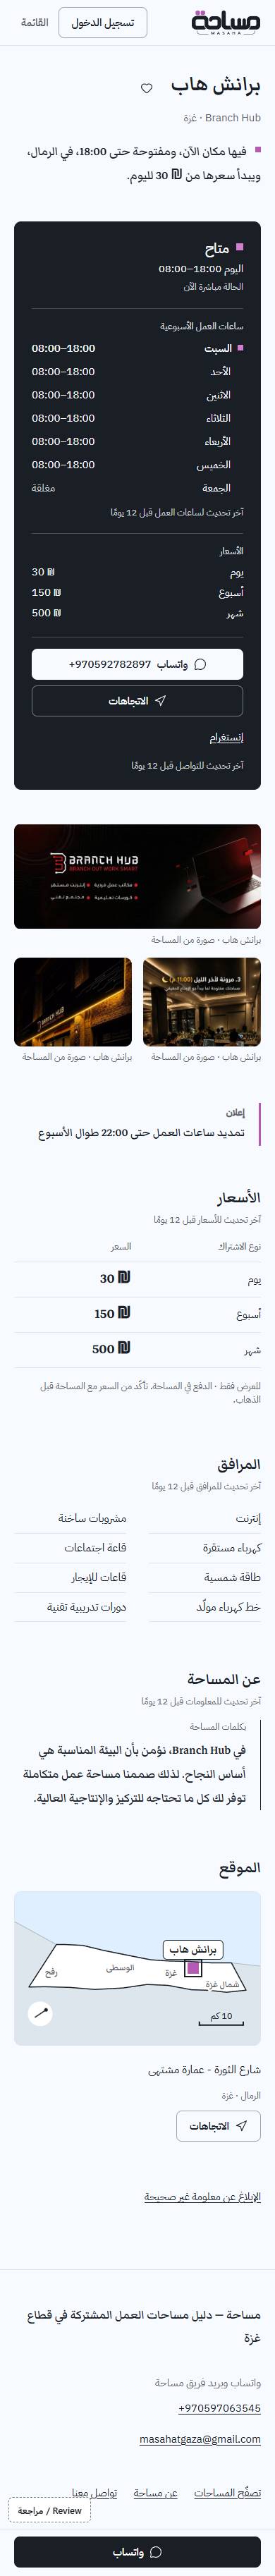 مساحة
MASAHA
تسجيل الدخول
القائمة
برانش هاب
Branch Hub · غزة
فيها مكان الآن، ومفتوحة حتى 18:00، في الرمال،
ويبدأ سعرها من ₪ 30 لليوم.
متاح
اليوم 08:00–18:00
الحالة مباشرة الآن
ساعات العمل الأسبوعية
السبت 08:00–18:00
الأحد 08:00–18:00
الاثنين 08:00–18:00
الثلاثاء 08:00–18:00
الأربعاء 08:00–18:00
الخميس 08:00–18:00
الجمعة مغلقة
آخر تحديث لساعات العمل قبل 12 يومًا
الأسعار
يوم ₪ 30
أسبوع ₪ 150
شهر ₪ 500
واتساب +970592782897
الاتجاهات
إنستغرام
آخر تحديث للتواصل قبل 12 يومًا
BRANCH HUB
برانش هاب · صورة من المساحة
3. مرونة لآخر الليل (1:00 م)
BRANCH HUB
برانش هاب · صورة من المساحة
برانش هاب · صورة من المساحة
إعلان
تمديد ساعات العمل حتى 22:00 طوال الأسبوع
الأسعار
آخر تحديث للأسعار قبل 12 يومًا
نوع الاشتراك السعر
يوم ₪ 30
أسبوع ₪ 150
شهر ₪ 500
للعرض فقط · الدفع في المساحة. تأكّد من السعر مع المساحة قبل
الذهاب.
المرافق
آخر تحديث للمرافق قبل 12 يومًا
إنترنت مشروبات ساخنة
كهرباء مستقرة قاعة اجتماعات
طاقة شمسية قاعات للإيجار
خط كهرباء مولّد دورات تدريبية تقنية
عن المساحة
آخر تحديث للمعلومات قبل 12 يومًا
بكلمات المساحة
في Branch Hub، نؤمن بأن البيئة المناسبة هي
أساس النجاح. لذلك صممنا مساحة عمل متكاملة
توفر لك كل ما تحتاجه للتركيز والإنتاجية العالية.
الموقع
برانش هاب
شمال غزة
غزة
الوسطى
رفح
10 كم
شارع الثورة - عمارة مشتهى
الرمال · غزة
الاتجاهات
الإبلاغ عن معلومة غير صحيحة
مساحة — دليل مساحات العمل المشتركة في قطاع
غزة
واتساب وبريد فريق مساحة
+970597063545
masahatgaza@gmail.com
تصفّح المساحات عن مساحة تواصل معنا
Review / مراجعة
واتساب